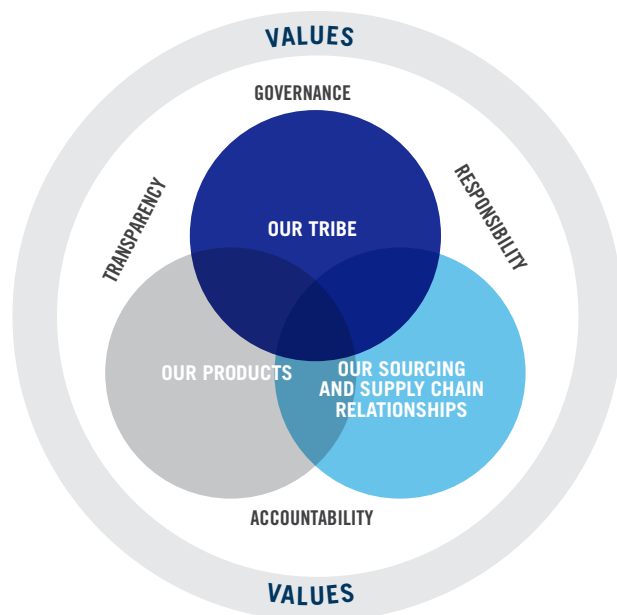 VALUES
GOVERNANCE
TRANSPARENCY
RESPONSIBILITY
OUR TRIBE
OUR PRODUCTS
OUR SOURCING
AND SUPPLY CHAIN
RELATIONSHIPS
ACCOUNTABILITY
VALUES